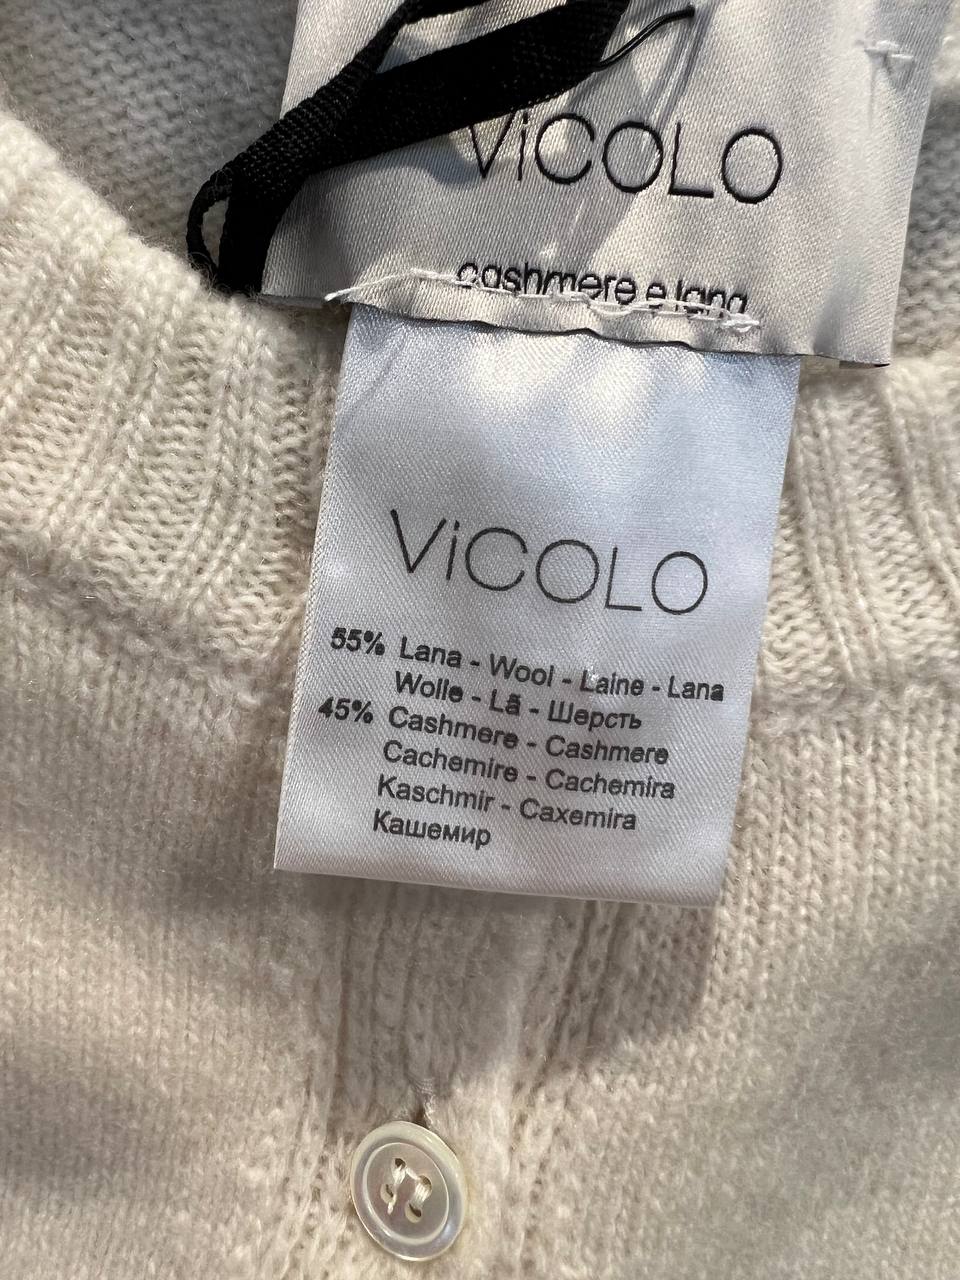 ViCOLO
cashmere e lana
ViCOLO
55% Lana - Wool - Laine - Lana
Wolle - Lã - Шерсть
45% Cashmere - Cashmere
Cachemire - Cachemira
Kaschmir - Caxemira
Кашемир